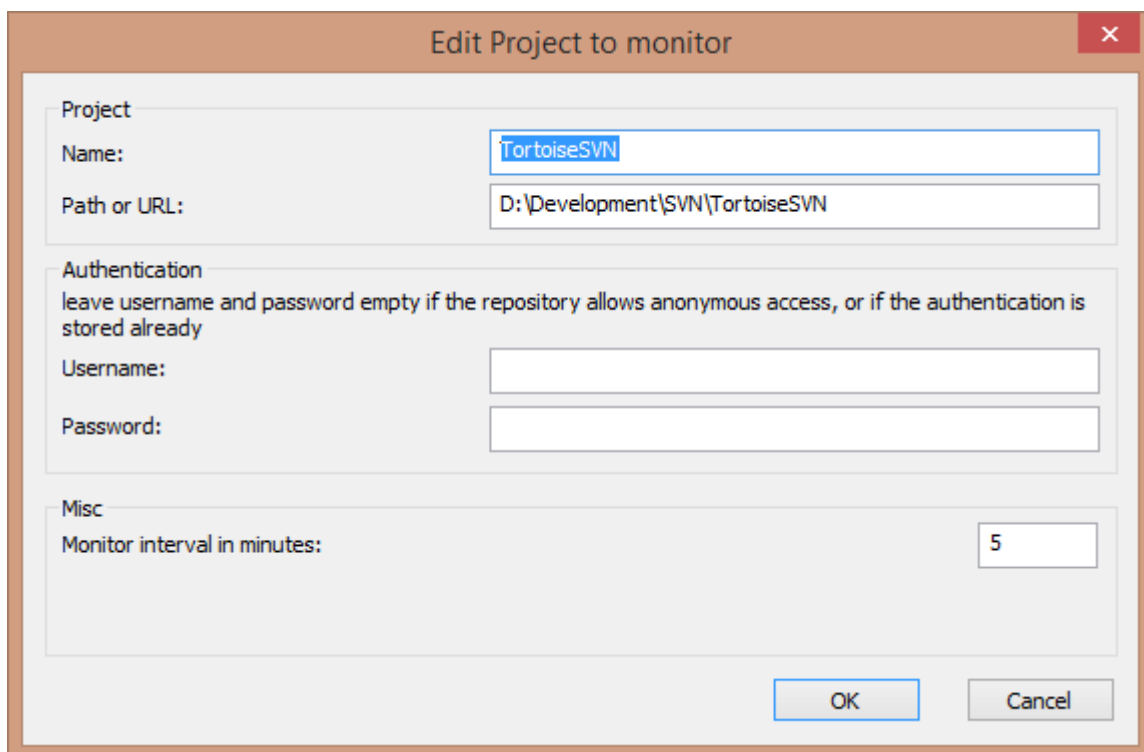 Edit Project to monitor
Project
Name:
TortoiseSVN
Path or URL:
D:\Development\SVN\TortoiseSVN
Authentication
leave username and password empty if the repository allows anonymous access, or if the authentication is
stored already
Username:
Password:
Misc
Monitor interval in minutes:
5
OK
Cancel